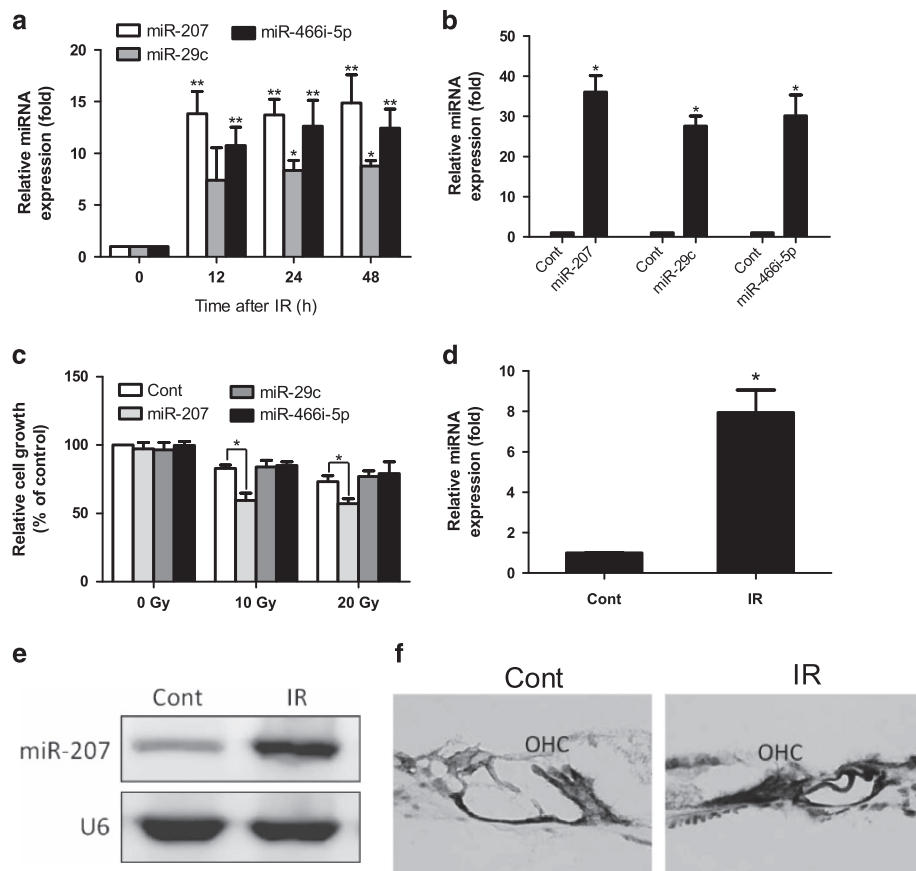 a
miR-207
miR-466i-5p
miR-29c
Relative miRNA
expression (fold)
20
15
10
5
0
**
**
**
**
*
**
**
*
**
0
12
24
48
Time after IR (h)
b
Relative miRNA
expression (fold)
50
40
30
20
10
0
*
*
*
Cont
miR-207
Cont
miR-29c
Cont
miR-466i-5p
c
Relative cell growth
(% of control)
150
100
50
0
Cont
miR-29c
miR-207
miR-466i-5p
*
*
0 Gy
10 Gy
20 Gy
d
Relative miRNA
expression (fold)
10
8
6
4
2
0
*
Cont
IR
e
Cont
IR
miR-207
U6
f
Cont
IR
OHC
OHC